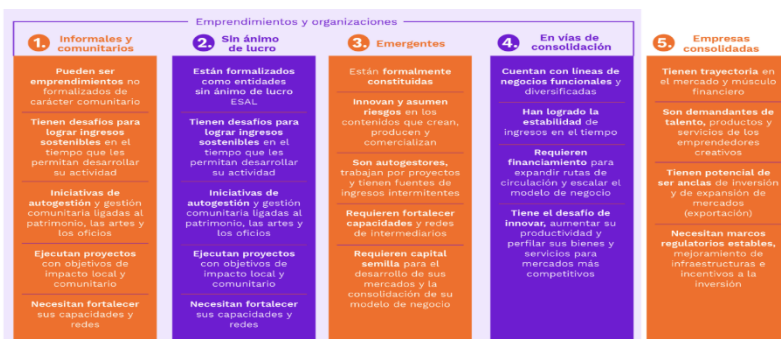 Emprendimientos y organizaciones
1. Informales y
comunitarios
Pueden ser
emprendimientos no
formalizados de
carácter comunitario
Tienen desafíos para
lograr ingresos
sostenibles en el
tiempo que les
permitan desarrollar
su actividad
Iniciativas de
autogestión y gestión
comunitaria ligadas al
patrimonio, las artes y
los oficios
Ejecutan proyectos
con objetivos de
impacto local y
comunitario
Necesitan fortalecer
sus capacidades y
redes
2. Sin ánimo
de lucro
Están formalizados
como entidades
sin ánimo de lucro
ESAL
Tienen desafíos para
lograr ingresos
sostenibles en el
tiempo que les
permitan desarrollar
su actividad
Iniciativas de
autogestión y gestión
comunitaria ligadas al
patrimonio, las artes y
los oficios
Ejecutan proyectos
con objetivos de
impacto local y
comunitario
Necesitan fortalecer
sus capacidades y
redes
3. Emergentes
Están formalmente
constituidas
Innovan y asumen
riesgos en los
contenidos que crean,
producen y
comercializan
Son autogestores,
trabajan por proyectos
y tienen fuentes de
ingresos intermitentes
Requieren fortalecer
capacidades y redes
de intermediarios
Requieren capital
semilla para el
desarrollo de sus
mercados y la
consolidación de su
modelo de negocio
4. En vías de
consolidación
Cuentan con líneas de
negocios funcionales y
diversificadas
Han logrado la
estabilidad de
ingresos en el tiempo
Requieren
financiamiento para
expandir rutas de
circulación y escalar el
modelo de negocio
Tiene el desafío de
innovar, aumentar su
productividad y
perfilar sus bienes y
servicios para
mercados más
competitivos
5. Empresas
consolidadas
Tienen trayectoria en
el mercado y músculo
financiero
Son demandantes de
talento, productos y
servicios de los
emprendedores
creativos
Tienen potencial de
ser anclas de inversión
y de expansión de
mercados
(exportación)
Necesitan marcos
regulatorios estables,
mejoramiento de
infraestructuras e
incentivos a la
inversión